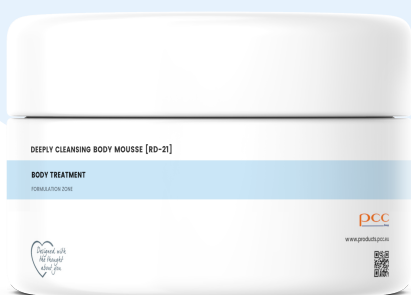 DEEPLY CLEANSING BODY MOUSSE [RD-21]
BODY TREATMENT
FORMULATION ZONE
pcc
www.products.pcc.eu
Designed with
the thought
about you